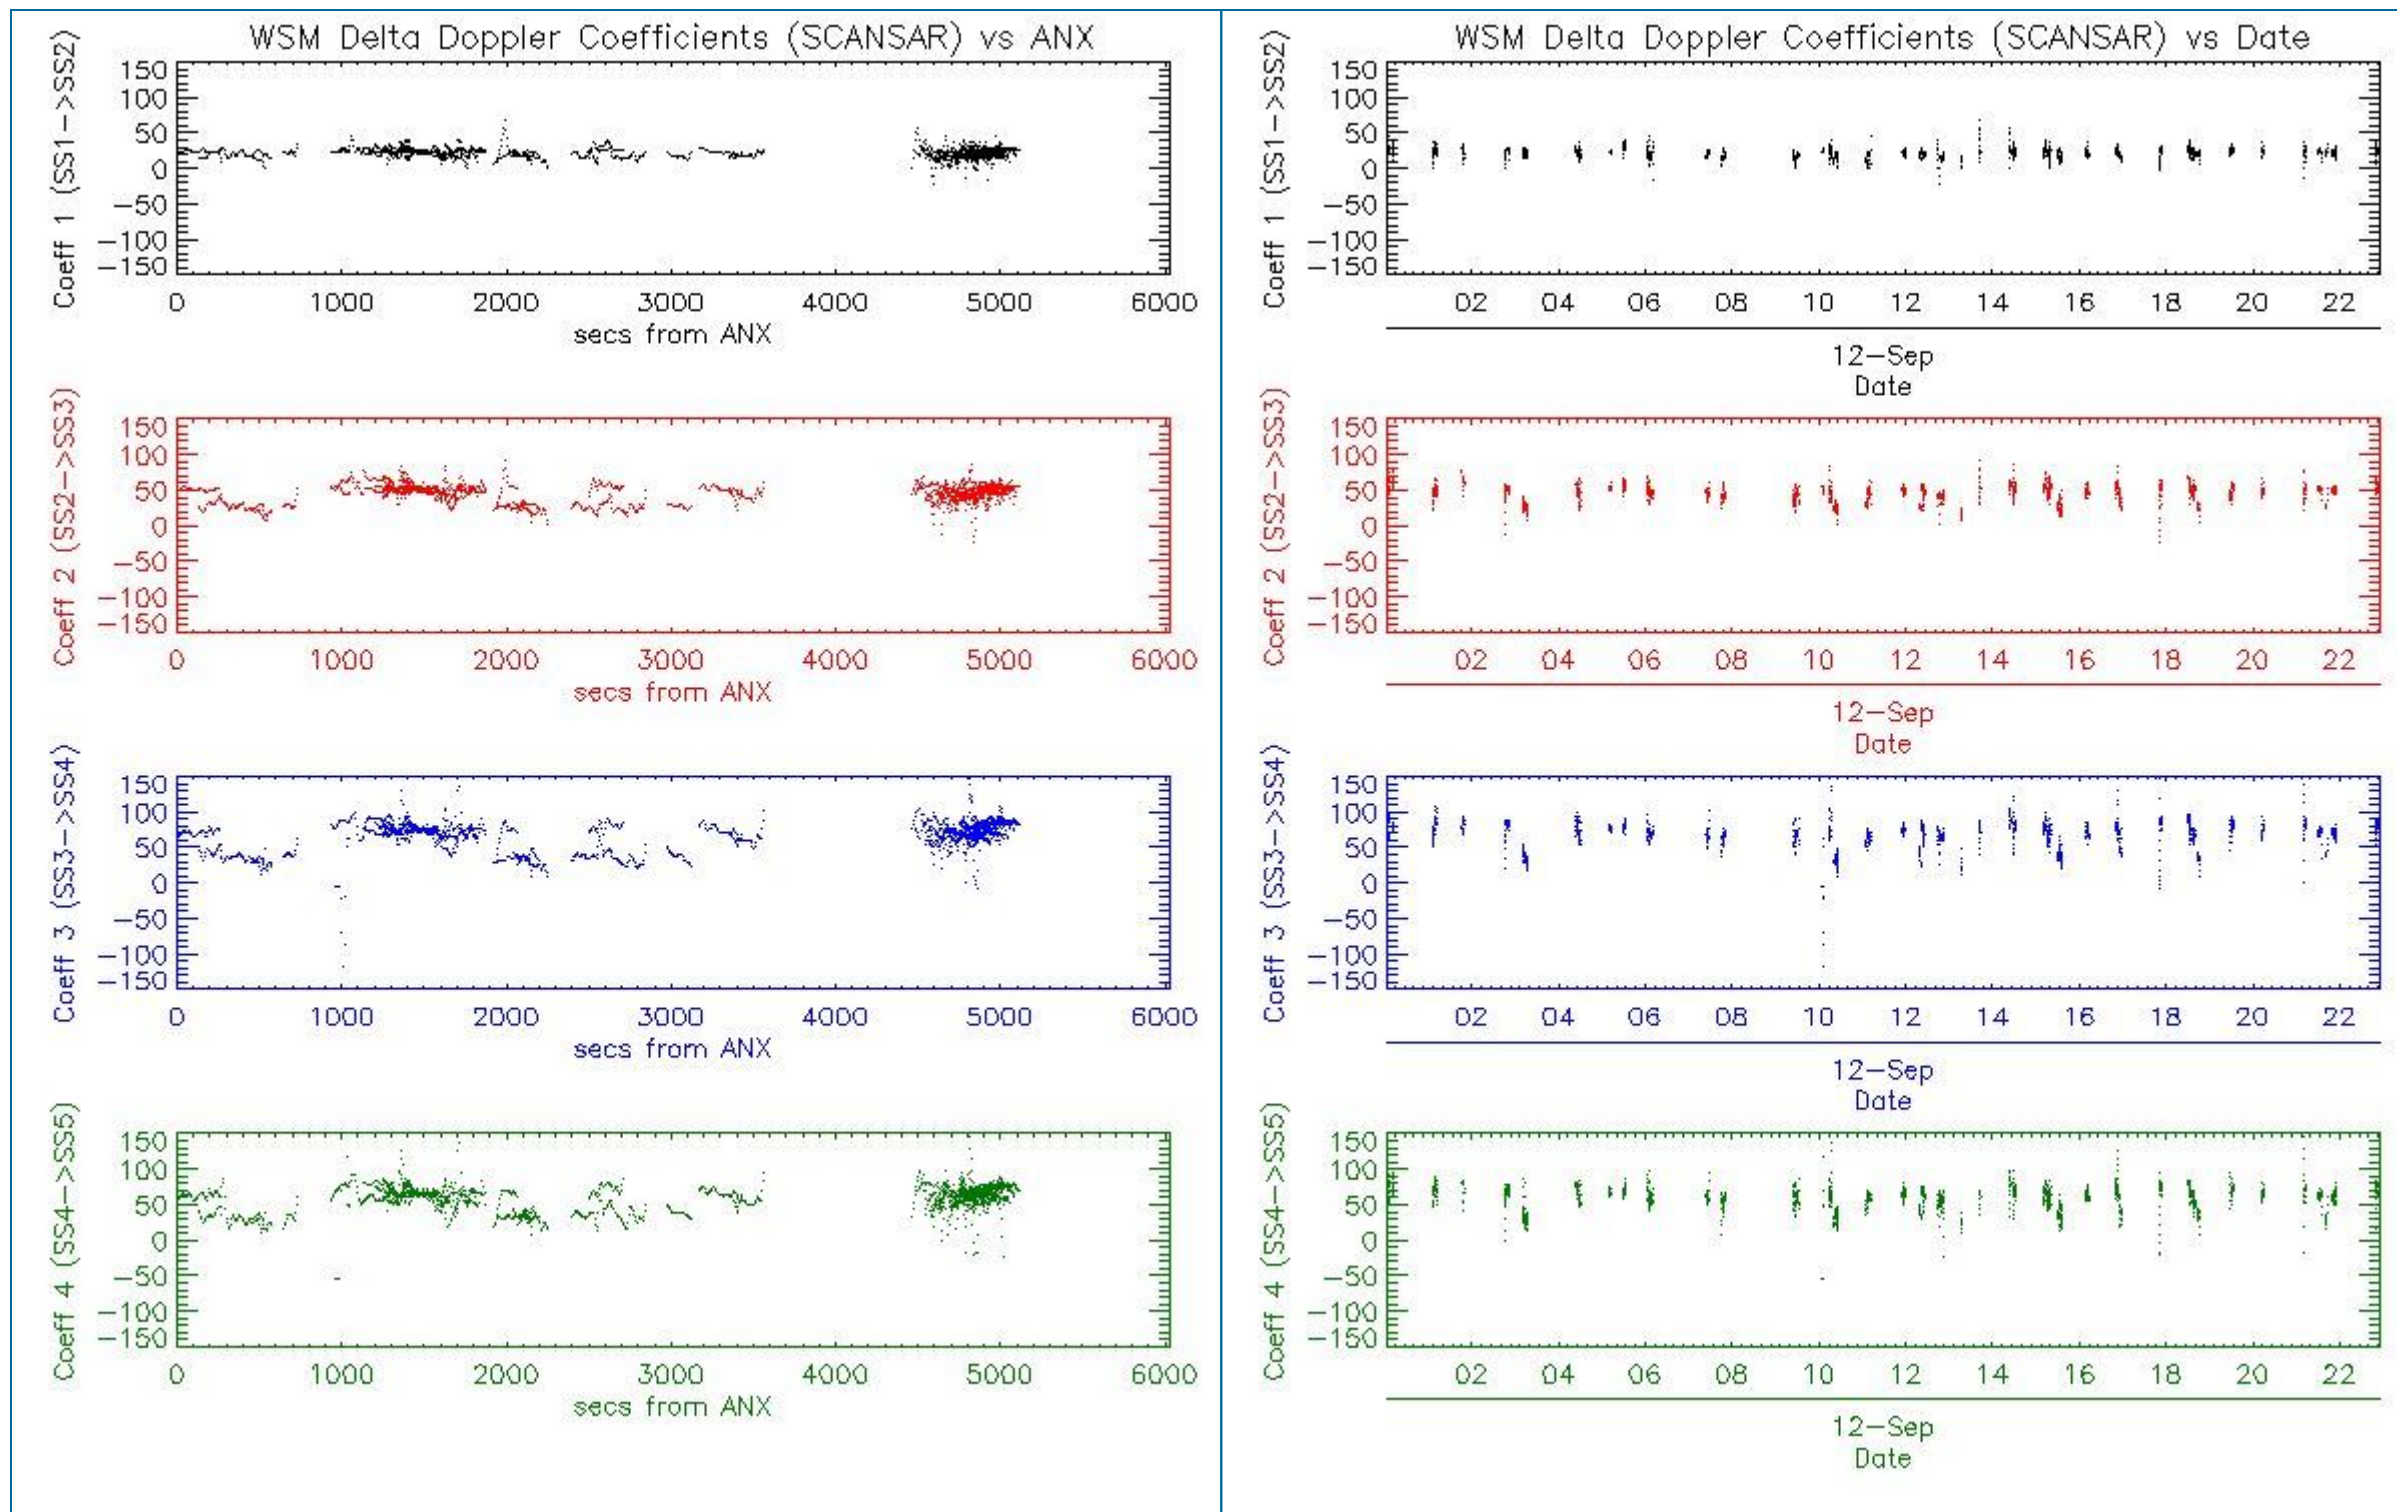 WSM Delta Doppler Coefficients (SCANSAR) vs ANX
Coeff 1 (SS1->SS2)
150
100
50
0
-50
-100
-150
0 1000 2000 3000 4000 5000 6000
secs from ANX
Coeff 2 (SS2->SS3)
150
100
50
0
-50
-100
-150
0 1000 2000 3000 4000 5000 6000
secs from ANX
Coeff 3 (SS3->SS4)
150
100
50
0
-50
-100
-150
0 1000 2000 3000 4000 5000 6000
secs from ANX
Coeff 4 (SS4->SS5)
150
100
50
0
-50
-100
-150
0 1000 2000 3000 4000 5000 6000
secs from ANX
WSM Delta Doppler Coefficients (SCANSAR) vs Date
Coeff 1 (SS1->SS2)
150
100
50
0
-50
-100
-150
02 04 06 08 10 12 14 16 18 20 22
12-Sep
Date
Coeff 2 (SS2->SS3)
150
100
50
0
-50
-100
-150
02 04 06 08 10 12 14 16 18 20 22
12-Sep
Date
Coeff 3 (SS3->SS4)
150
100
50
0
-50
-100
-150
02 04 06 08 10 12 14 16 18 20 22
12-Sep
Date
Coeff 4 (SS4->SS5)
150
100
50
0
-50
-100
-150
02 04 06 08 10 12 14 16 18 20 22
12-Sep
Date